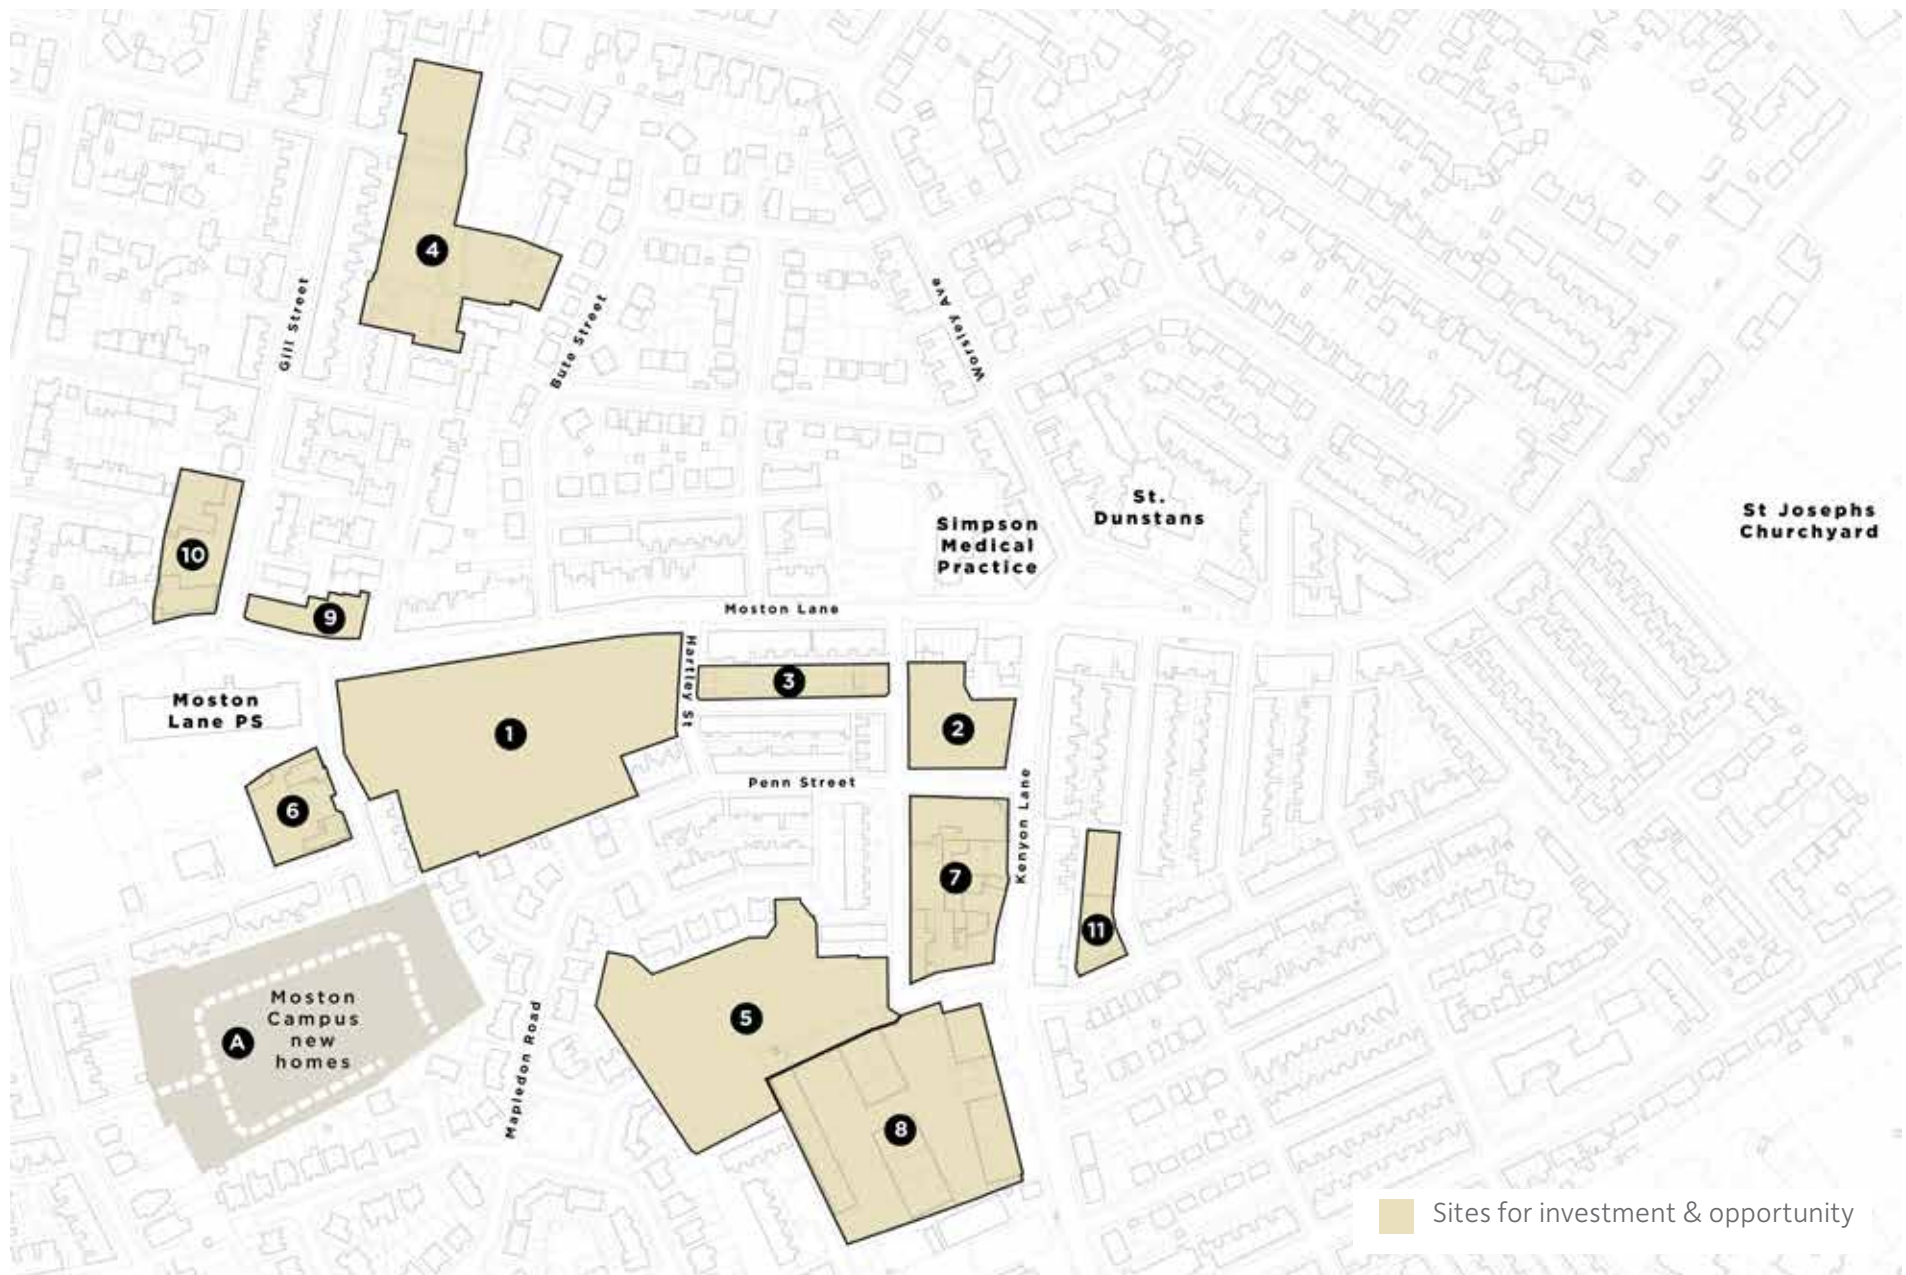 4
Gill Street
Bute Street
Worsley Ave
10
9
St.
Dunstans
Simpson
Medical
Practice
St Josephs
Churchyard
Moston Lane
Hartley St
Moston
Lane PS
1
3
2
6
Penn Street
Kenyon Lane
7
11
Moston
Campus
new
homes
A
Mapledon Road
5
8
Sites for investment & opportunity